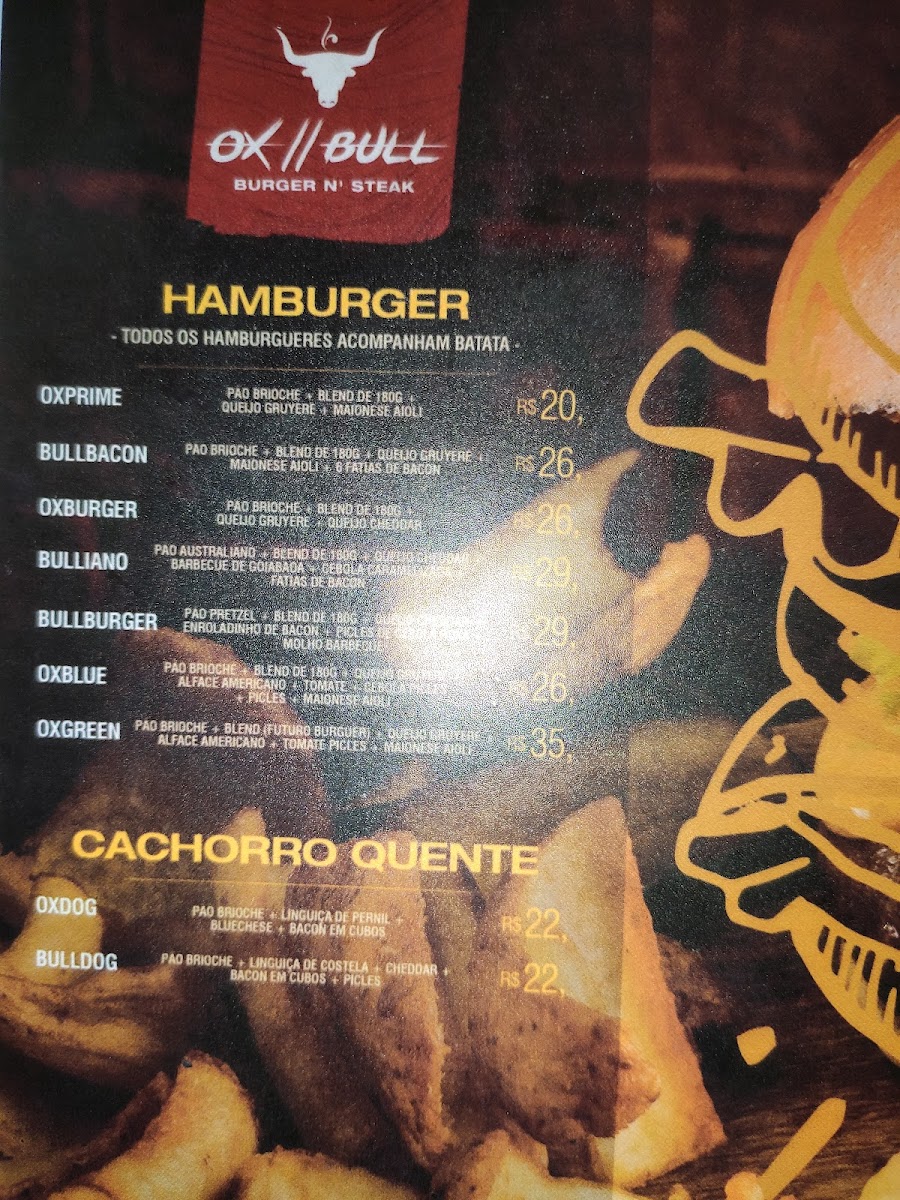 OX // BULL
BURGER N' STEAK
HAMBURGER
- TODOS OS HAMBÚRGUERES ACOMPANHAM BATATA -
OXPRIME
PÃO BRIOCHE + BLEND DE 180G +
QUEIJO GRUYERE + MAIONESE AIOLI
R$ 20,
BULLBACON
PÃO BRIOCHE + BLEND DE 180G + QUEIJO GRUYERE +
MAIONESE AIOLI + 6 FATIAS DE BACON
R$ 26,
OXBURGER
PÃO BRIOCHE + BLEND DE 180G +
QUEIJO GRUYERE + QUEIJO CHEDDAR
R$ 26,
BULLIANO
PÃO AUSTRALIANO + BLEND DE 180G + QUEIJO CHEDDAR
BARBECUE DE GOIABADA + CEBOLA
FATIAS DE BACON
R$ 29,
BULLBURGER
PÃO PRETZEL + BLEND DE 180G +
ENROLADINHO DE BACON + PICLES DE
MOLHO BARBECUE
R$ 29,
OXBLUE
PÃO BRIOCHE + BLEND DE 180G + QUEIJO
ALFACE AMERICANO + TOMATE + CEBOLA
+ PICLES + MAIONESE AIOLI
R$ 26,
OXGREEN
PÃO BRIOCHE + BLEND (FUTURO BURGUER) + QUEIJO GRUYERE +
ALFACE AMERICANO + TOMATE PICLES + MAIONESE AIOLI
R$ 35,
CACHORRO QUENTE
OXDOG
PÃO BRIOCHE + LINGUIÇA DE PERNIL +
BLUECHESE + BACON EM CUBOS
R$ 22,
BULLDOG
PÃO BRIOCHE + LINGUIÇA DE COSTELA + CHEDDAR +
BACON EM CUBOS + PICLES
R$ 22,